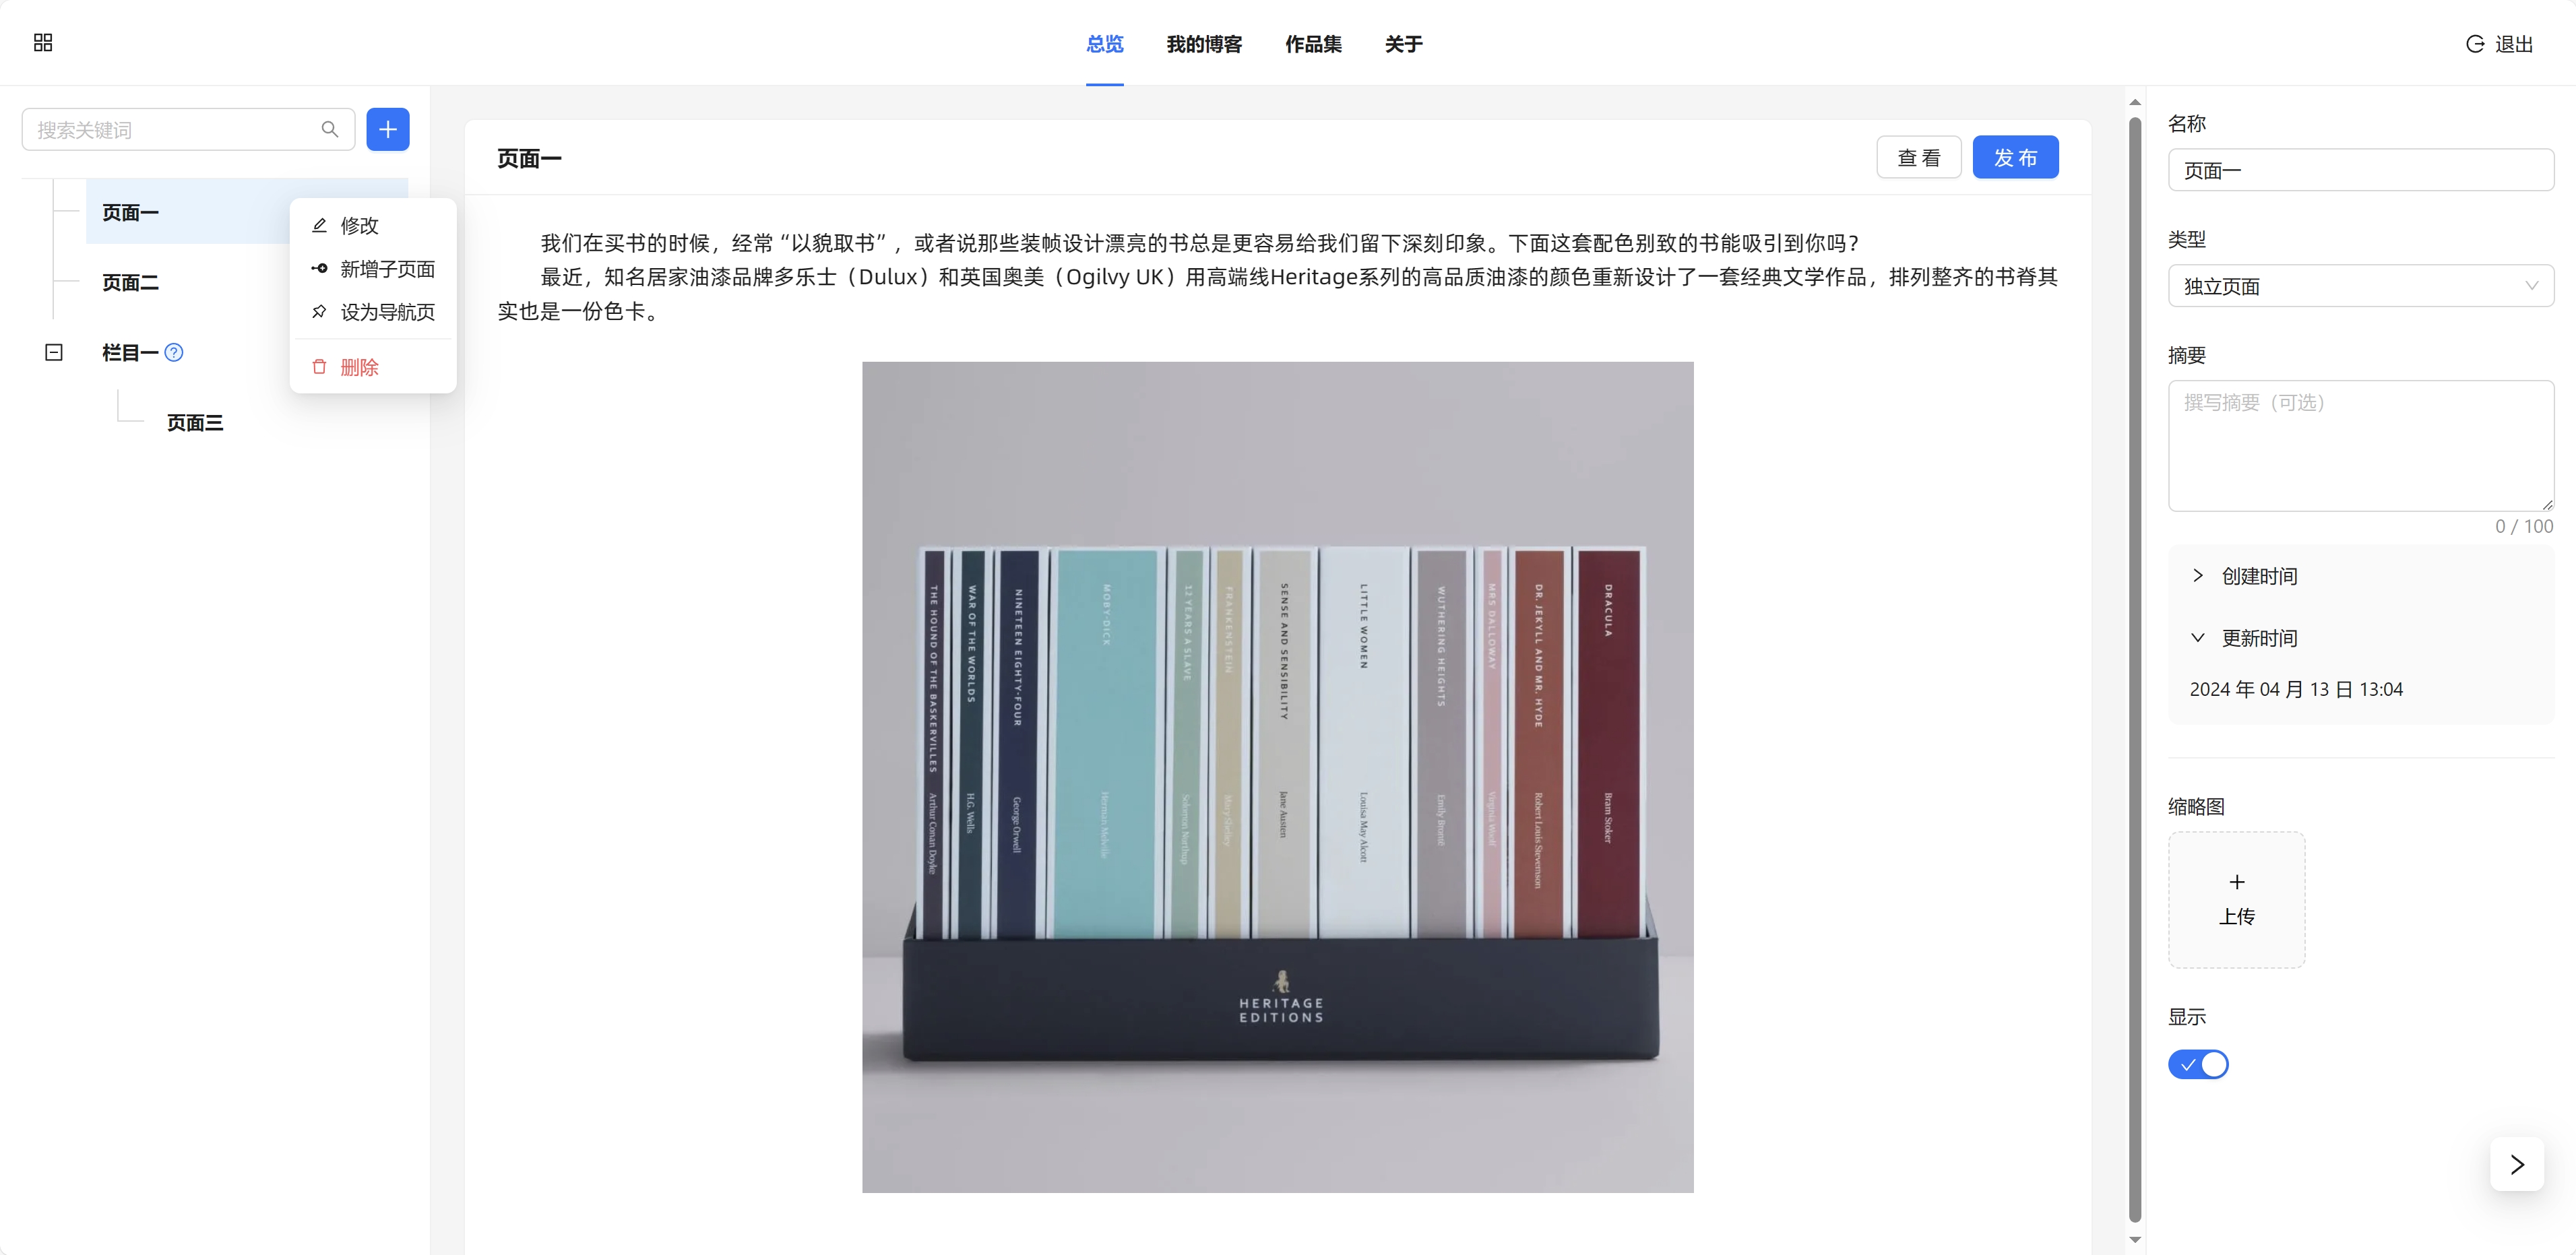 总览 我的博客 作品集 关于
退出
搜索关键词
页面一
页面二
栏目一
页面三
修改
新增子页面
设为导航页
删除
页面一
查看 发布
我们在买书的时候，经常“以貌取书”，或者说那些装帧设计漂亮的书总是更容易给我们留下深刻印象。下面这套配色别致的书能吸引到你吗？
最近，知名居家油漆品牌多乐士（Dulux）和英国奥美（Ogilvy UK）用高端线Heritage系列的高品质油漆的颜色重新设计了一套经典文学作品，排列整齐的书脊其
实也是一份色卡。
THE HOUND OF THE BASKERVILLES Arthur Conan Doyke
WAR OF THE WORLDS H.G. Wells
NINETEEN EIGHTY-FOUR George Orwell
MOBY-DICK Herman Melville
12 YEARS A SLAVE Solomon Northup
FRANKENSTEIN Mary Shelley
SENSE AND SENSIBILITY Jane Austen
LITTLE WOMEN Louisa May Alcott
WUTHERING HEIGHTS Emily Brontë
MRS DALLOWAY Virginia Woolf
DR. JEKYLL AND MR. HYDE Robert Louis Stevenson
DRACULA Bram Stoker
HERITAGE
EDITIONS
名称
页面一
类型
独立页面
摘要
撰写摘要（可选）
0 / 100
创建时间
更新时间
2024 年 04 月 13 日 13:04
缩略图
上传
显示